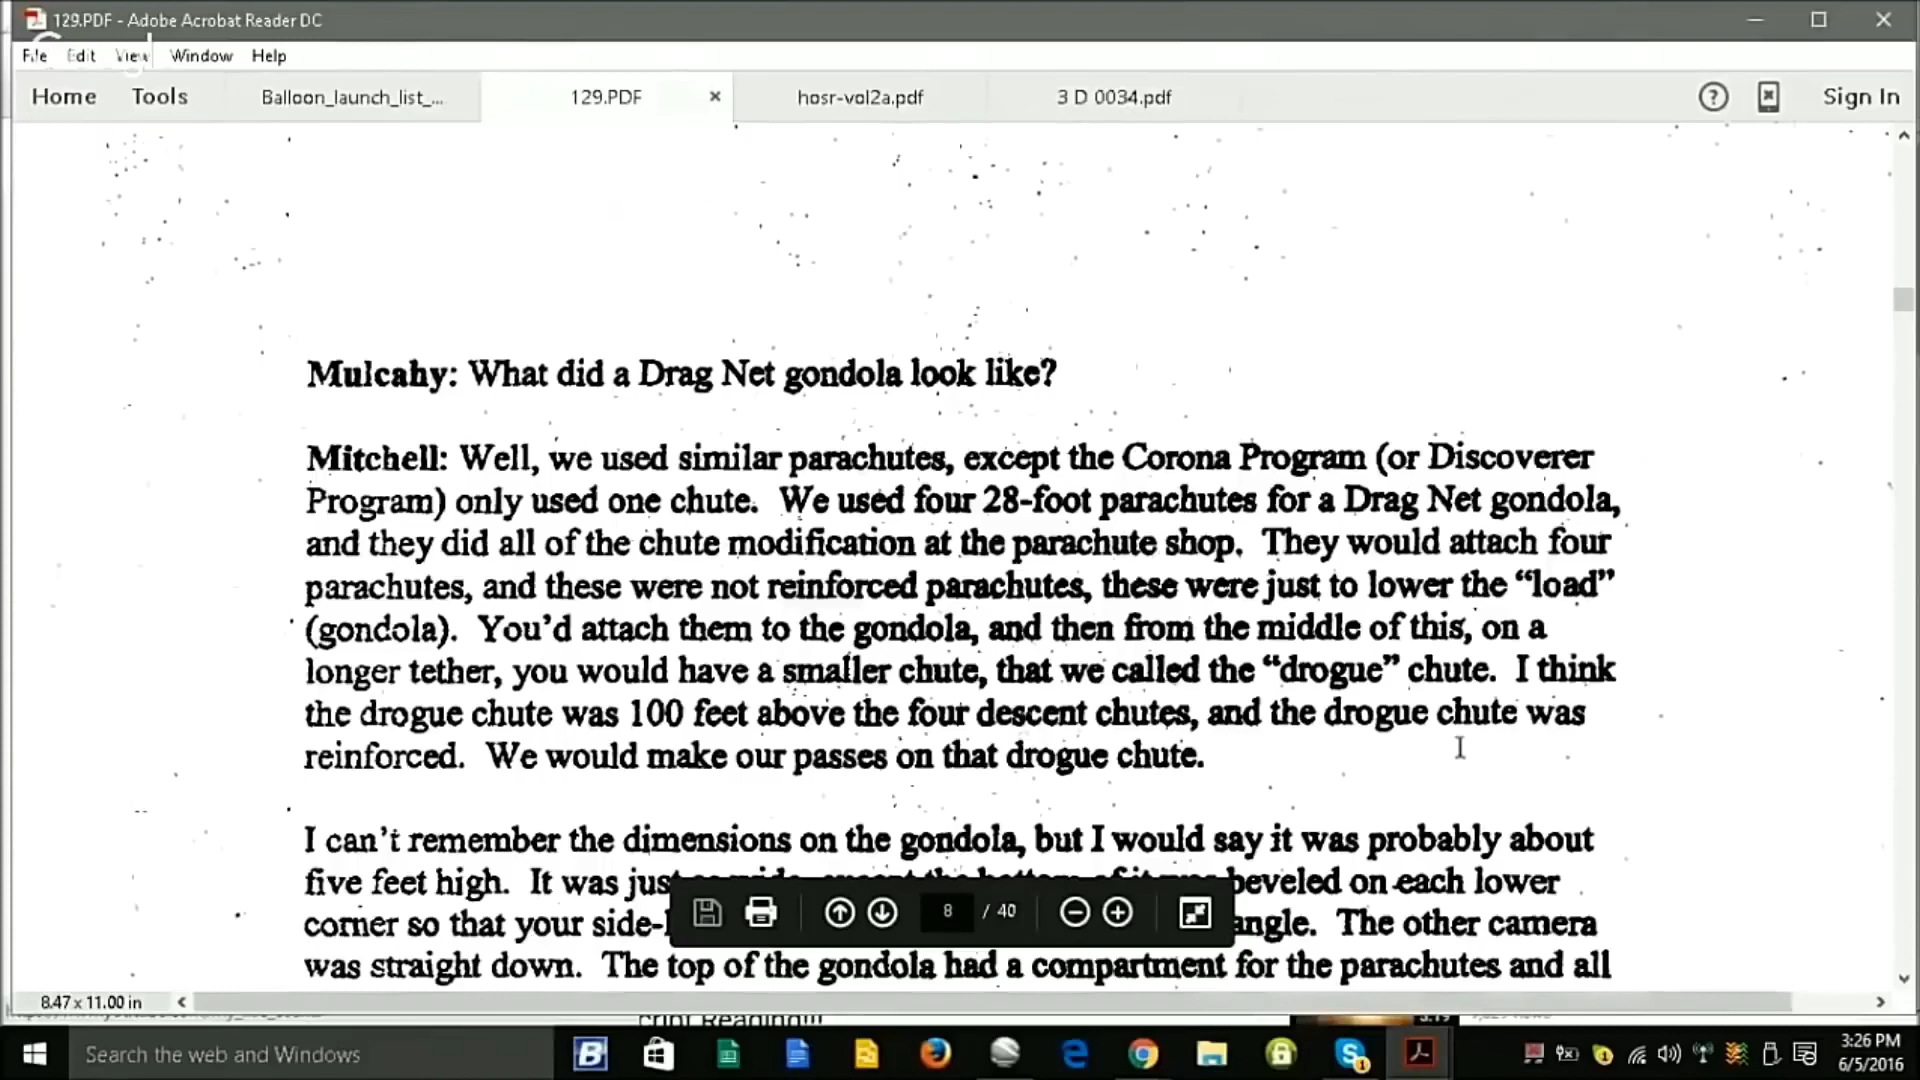 129.PDF - Adobe Acrobat Reader DC
File Edit View Window Help
Home Tools Balloon_launch_list_... 129.PDF × hosr-vol2a.pdf 3 D 0034.pdf Sign In
Mulcahy: What did a Drag Net gondola look like?
Mitchell: Well, we used similar parachutes, except the Corona Program (or Discoverer
Program) only used one chute. We used four 28-foot parachutes for a Drag Net gondola,
and they did all of the chute modification at the parachute shop. They would attach four
parachutes, and these were not reinforced parachutes, these were just to lower the “load”
(gondola). You’d attach them to the gondola, and then from the middle of this, on a
longer tether, you would have a smaller chute, that we called the “drogue” chute. I think
the drogue chute was 100 feet above the four descent chutes, and the drogue chute was
reinforced. We would make our passes on that drogue chute.
I can’t remember the dimensions on the gondola, but I would say it was probably about
five feet high. It was just beveled on each lower
corner so that your side- angle. The other camera
was straight down. The top of the gondola had a compartment for the parachutes and all
8 / 40
8.47 x 11.00 in
Search the web and Windows
3:26 PM
6/5/2016